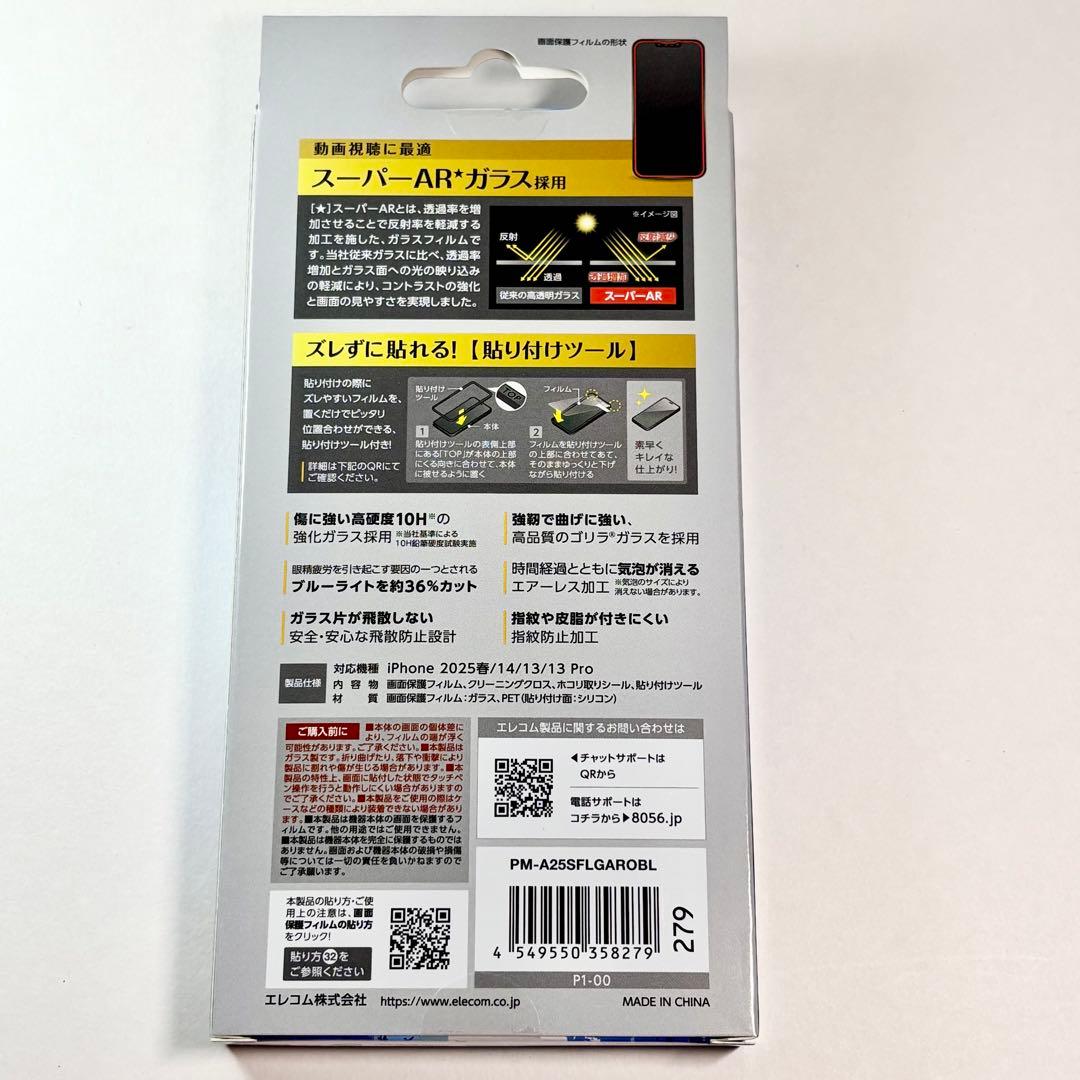 画面保護フィルムの形状
動画視聴に最適
スーパーAR★ガラス採用
[★]スーパーARとは、透過率を増
加させることで反射率を軽減する
加工を施した、ガラスフィルムで
す。当社従来ガラスに比べ、透過率
増加とガラス面への光の映り込み
の軽減により、コントラストの強化
と画面の見やすさを実現しました。
※イメージ図
反射
反射減少
透過
透過増加
従来の高透明ガラス
スーパーAR
ズレずに貼れる!【貼り付けツール】
貼り付けの際に
ズレやすいフィルムを、
置くだけでピッタリ
位置合わせができる、
貼り付けツール付き!
詳細は下記のQRにて
ご確認ください。
貼り付け
ツール
TOP
本体
1
貼り付けツールの表側上部
にある「TOP」が本体の上部
にくる向きに合わせて、本体
に被せるように置く
フィルム
2
フィルムを貼り付けツール
の上部に合わせてあて、
そのままゆっくりと下げ
ながら貼り付ける
素早く
キレイな
仕上がり!
傷に強い高硬度10H※の
強化ガラス採用 ※当社基準による
10H鉛筆硬度試験実施
強靭で曲げに強い、
高品質のゴリラ®ガラスを採用
眼精疲労を引き起こす要因の一つとされる
ブルーライトを約36%カット
時間経過とともに気泡が消える
エアーレス加工 ※気泡のサイズにより
消えない場合があります。
ガラス片が飛散しない
安全・安心な飛散防止設計
指紋や皮脂が付きにくい
指紋防止加工
製品仕様
対応機種 iPhone 2025春/14/13/13 Pro
内容物 画面保護フィルム、クリーニングクロス、ホコリ取りシール、貼り付けツール
材質 画面保護フィルム:ガラス、PET(貼り付け面:シリコン)
ご購入前に
■本体の画面の個体差に
より、フィルムの端が浮く
可能性があります。ご了承ください。■本製品は
ガラス製です。折り曲げたり、落下や衝撃により
製品に割れや傷が生じる場合があります。■本
製品の特性上、画面に貼付した状態でタッチペ
ン操作を行うと動作しにくい場合がありますの
でご了承ください。■本製品をご使用の際はケ
ースなどの種類により装着できない場合があり
ます。■本製品は機器本体の画面を保護するフ
ィルムです。他の用途ではご使用できません。
■本製品は機器本体を完全に保護するものでは
ありません。画面および機器本体の破損や損傷
等については一切の責任を負いかねますので
ご了承願います。
エレコム製品に関するお問い合わせは
◀チャットサポートは
QRから
電話サポートは
コチラから▶8056.jp
PM-A25SFLGAROBL
4 549550 358279
279
P1-00
本製品の貼り方・ご使
用上の注意は、画面
保護フィルムの貼り方
をクリック!
貼り方32を
ご参照ください
エレコム株式会社 https://www.elecom.co.jp
MADE IN CHINA